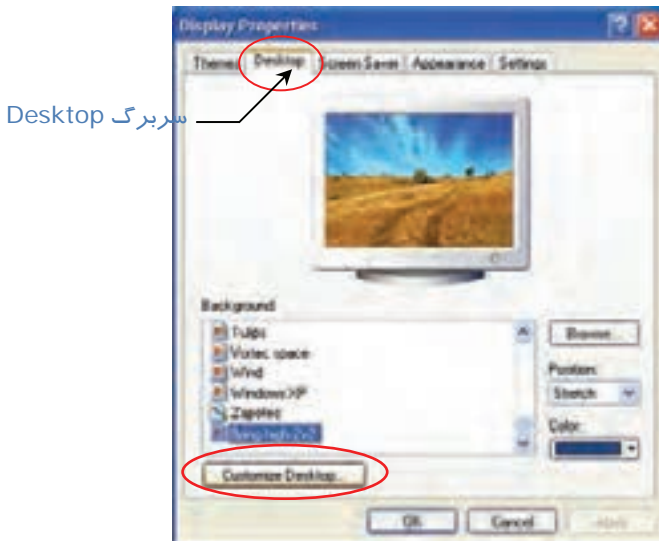 Display Properties
Themes Desktop Screen Saver Appearance Settings
سربرگ Desktop
Background
Tulips
Vortec space
Wind
Windows XP
Zapotec
Browse...
Position:
Stretch
Color:
Customize Desktop...
OK Cancel Apply